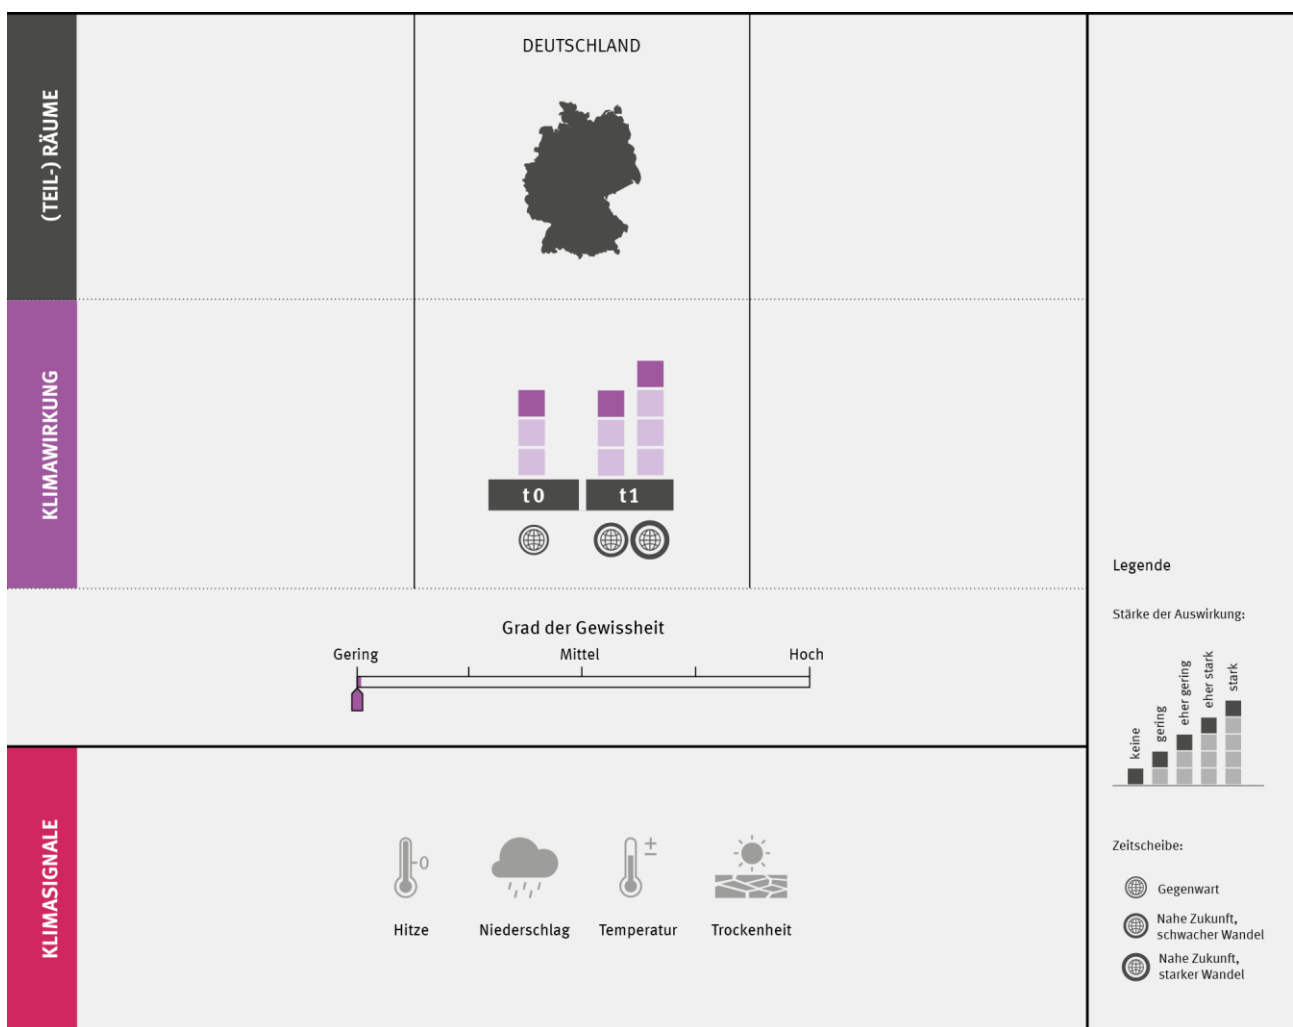 (TEIL-) RÄUME
DEUTSCHLAND
KLIMAWIRKUNG
t0
t1
Grad der Gewissheit
Gering
Mittel
Hoch
KLIMASIGNALE
-0
±
Hitze
Niederschlag
Temperatur
Trockenheit
Legende
Stärke der Auswirkung:
keine
gering
eher gering
eher stark
stark
Zeitscheibe:
Gegenwart
Nahe Zukunft,
schwacher Wandel
Nahe Zukunft,
starker Wandel